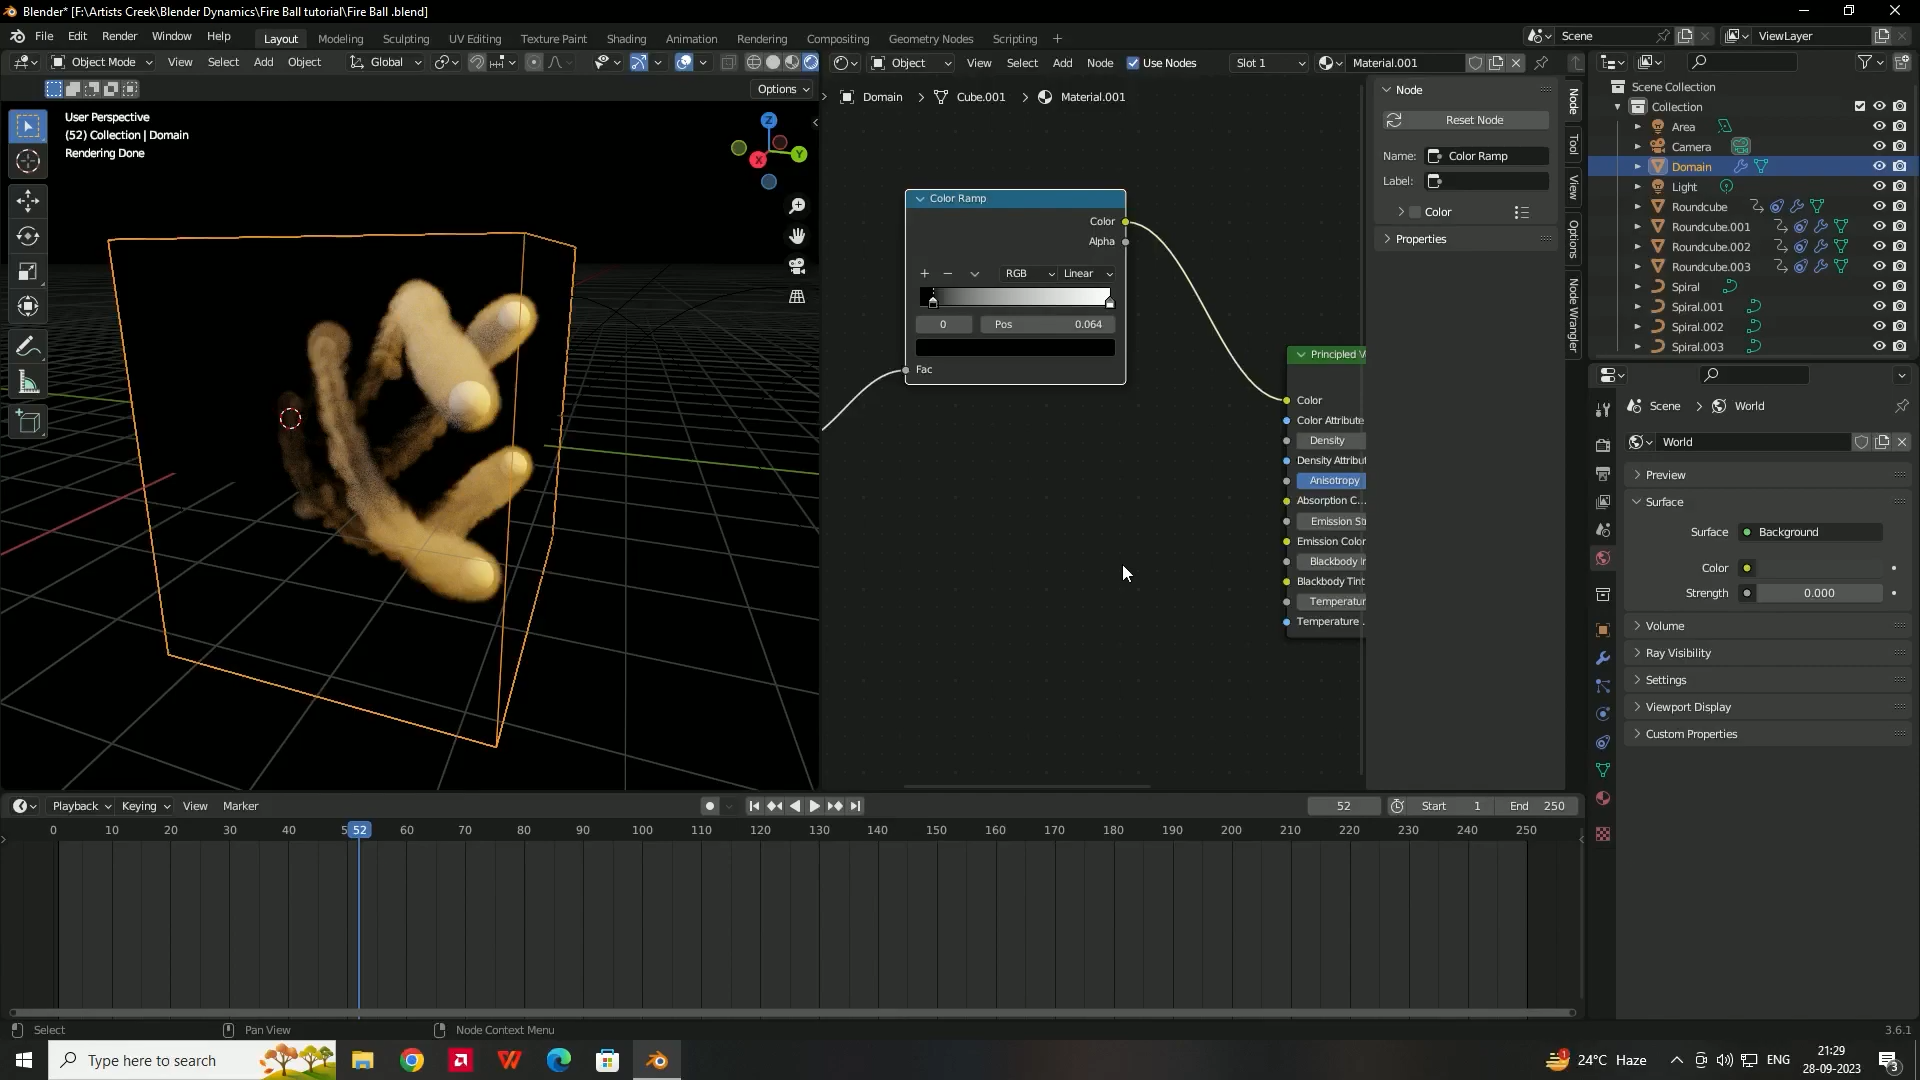 Blender* [F:\Artists Creek\Blender Dynamics\Fire Ball tutorial\Fire Ball .blend]
File Edit Render Window Help Layout Modeling Sculpting UV Editing Texture Paint Shading Animation Rendering Compositing Geometry Nodes Scripting + Scene ViewLayer
Object Mode View Select Add Object Global Object View Select Add Node Use Nodes Slot 1 Material.001
Options
User Perspective
(52) Collection | Domain
Rendering Done
Z
Y
X
Domain > Cube.001 > Material.001
Color Ramp
Color
Alpha
RGB Linear
0 Pos 0.064
Fac
Principled V
Color
Color Attribute
Density
Density Attribut
Anisotropy
Absorption C...
Emission St
Emission Color
Blackbody Ir
Blackbody Tint
Temperatur
Temperature .
Node
Reset Node
Name: Color Ramp
Label:
Color
Properties
Node
Tool
View
Options
Node Wrangler
Scene Collection
Collection
Area
Camera
Domain
Light
Roundcube
Roundcube.001
Roundcube.002
Roundcube.003
Spiral
Spiral.001
Spiral.002
Spiral.003
Scene > World
World
Preview
Surface
Surface Background
Color
Strength 0.000
Volume
Ray Visibility
Settings
Viewport Display
Custom Properties
Playback Keying View Marker 52 Start 1 End 250
0 10 20 30 40 5 52 60 70 80 90 100 110 120 130 140 150 160 170 180 190 200 210 220 230 240 250
Select Pan View Node Context Menu 3.6.1
Type here to search 24°C Haze ENG 21:29
28-09-2023
3